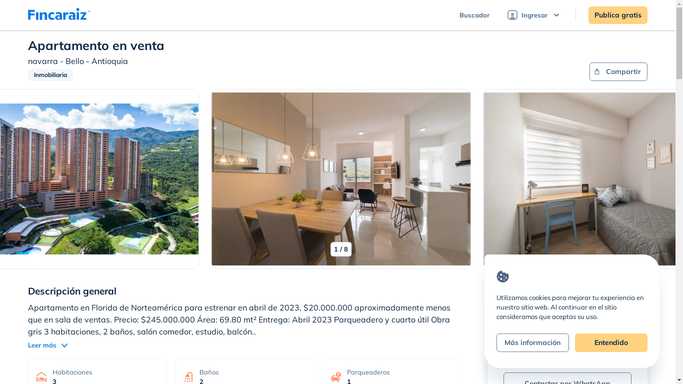 Fincaraiz
Buscador
Ingresar
Publica gratis
Apartamento en venta
navarra - Bello - Antioquia
Inmobiliaria
Compartir
1 / 8
Descripción general
Apartamento en Florida de Norteamérica para estrenar en abril de 2023, $20.000.000 aproximadamente menos
que en sala de ventas. Precio: $245.000.000 Área: 69.80 mt² Entrega: Abril 2023 Parqueadero y cuarto útil Obra
gris 3 habitaciones, 2 baños, salón comedor, estudio, balcón..
Leer más
Habitaciones
3
Baños
2
Parqueaderos
1
Utilizamos cookies para mejorar tu experiencia en
nuestro sitio web. Al continuar en el sitio
consideramos que aceptas su uso.
Más información
Entendido
Contactar por WhatsApp